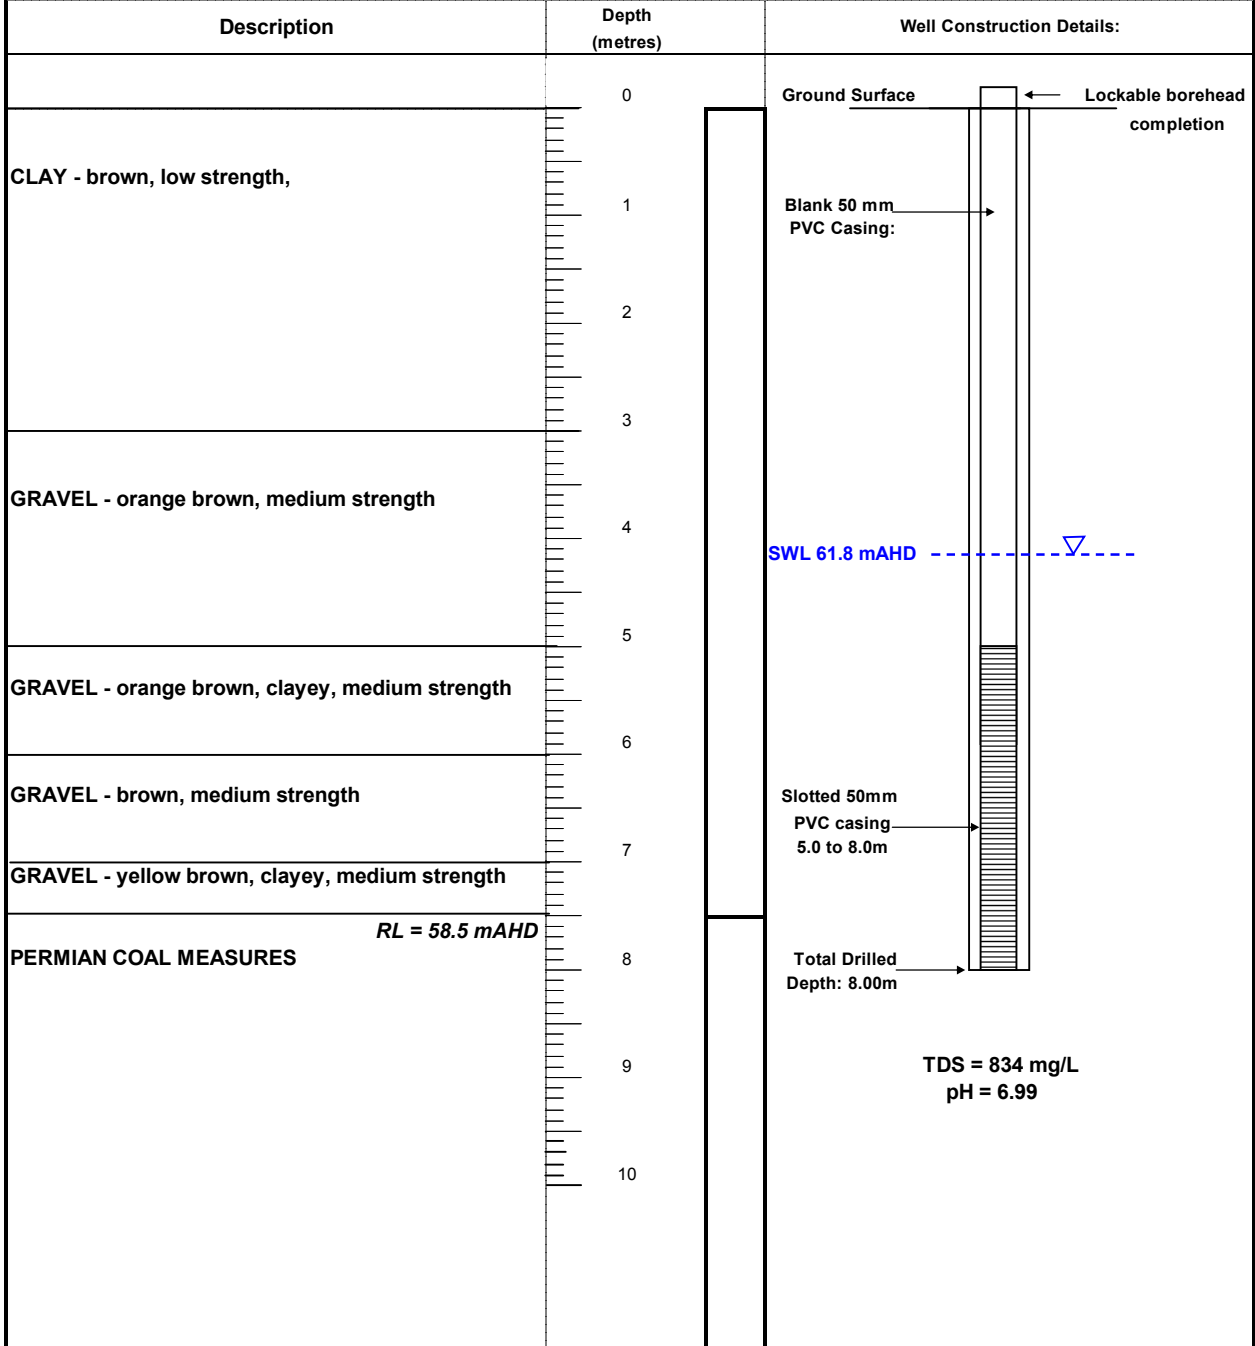 Description
Depth
(metres)
Well Construction Details:
0
Ground Surface
Lockable borehead
completion
CLAY - brown, low strength,
1
Blank 50 mm
PVC Casing:
2
3
GRAVEL - orange brown, medium strength
4
SWL 61.8 mAHD
5
GRAVEL - orange brown, clayey, medium strength
6
GRAVEL - brown, medium strength
Slotted 50mm
PVC casing
5.0 to 8.0m
7
GRAVEL - yellow brown, clayey, medium strength
RL = 58.5 mAHD
PERMIAN COAL MEASURES
8
Total Drilled
Depth: 8.00m
9
TDS = 834 mg/L
pH = 6.99
10